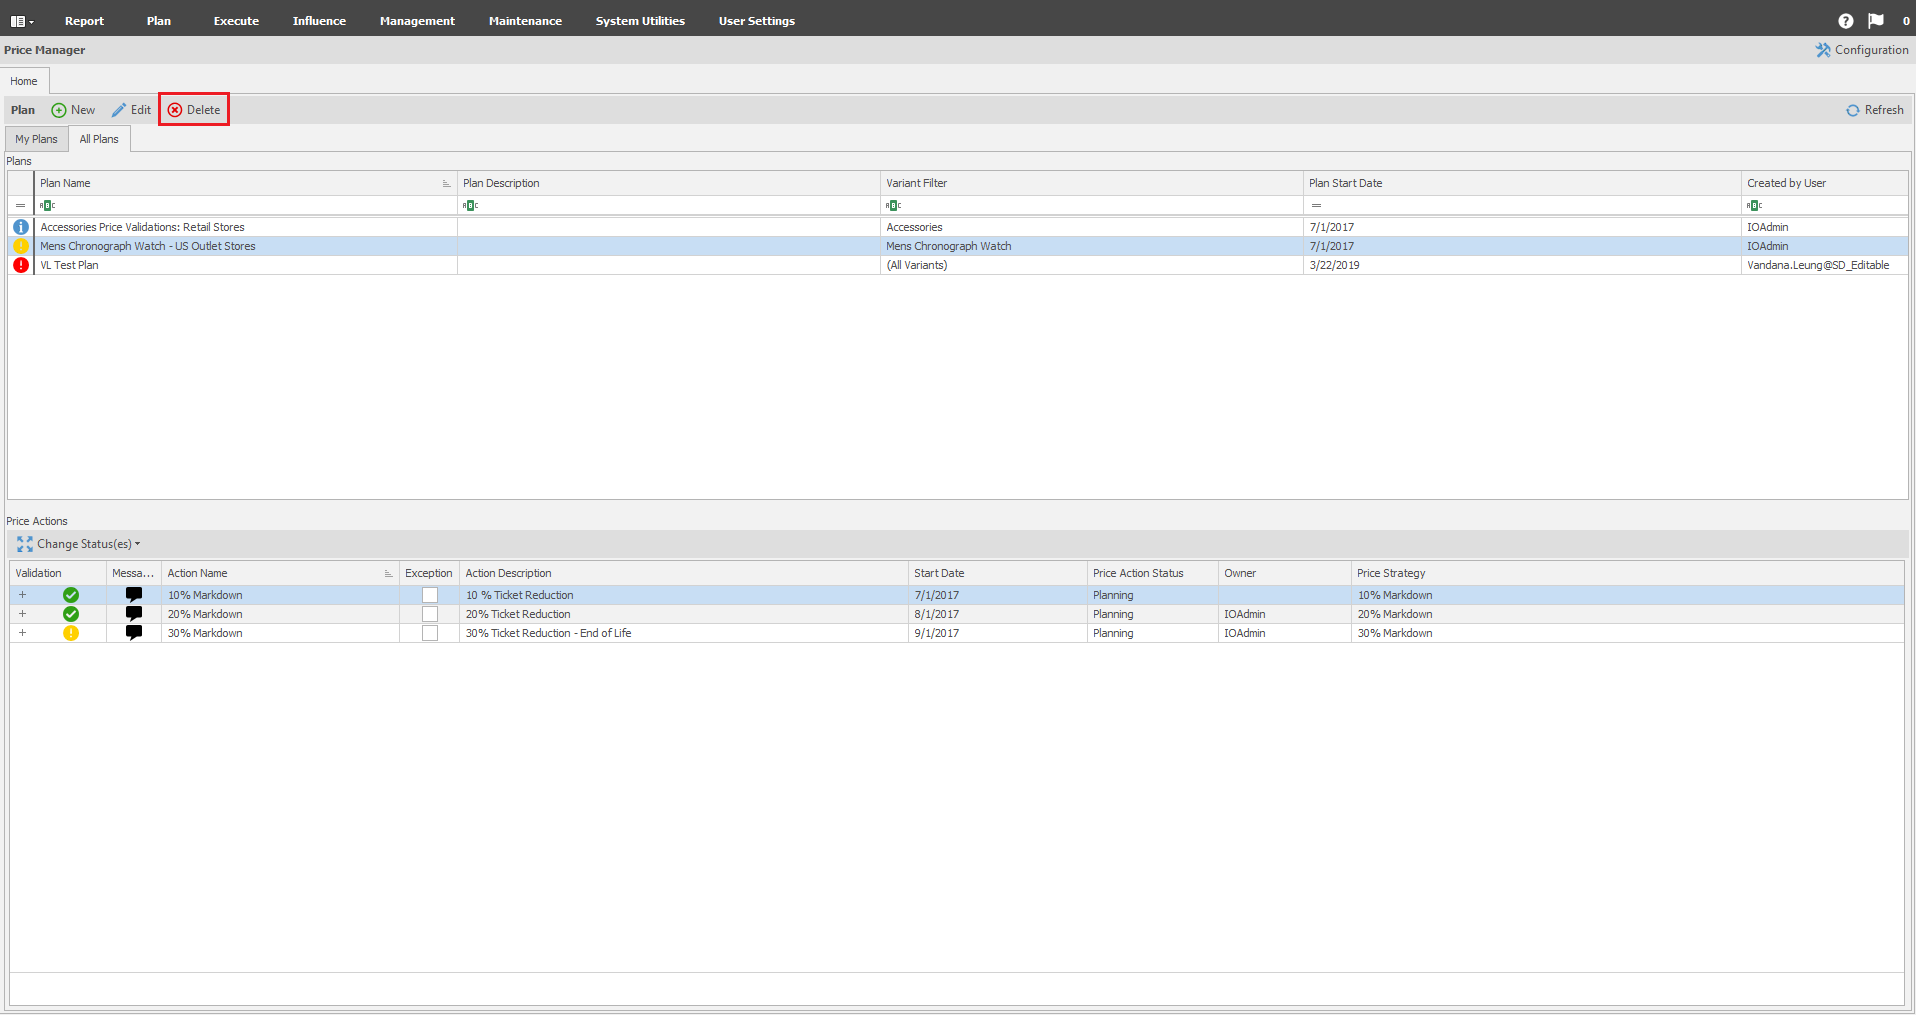 Report Plan Execute Influence Management Maintenance System Utilities User Settings ? 0
Price Manager Configuration
Home
Plan New Edit Delete Refresh
My Plans All Plans
Plans
Plan Name Plan Description Variant Filter Plan Start Date Created by User
= ABC ABC ABC = ABC
Accessories Price Validations: Retail Stores Accessories 7/1/2017 IOAdmin
Mens Chronograph Watch - US Outlet Stores Mens Chronograph Watch 7/1/2017 IOAdmin
VL Test Plan (All Variants) 3/22/2019 Vandana.Leung@SD_Editable
Price Actions
Change Status(es)
Validation Messa... Action Name Exception Action Description Start Date Price Action Status Owner Price Strategy
10% Markdown 10 % Ticket Reduction 7/1/2017 Planning 10% Markdown
20% Markdown 20% Ticket Reduction 8/1/2017 Planning IOAdmin 20% Markdown
30% Markdown 30% Ticket Reduction - End of Life 9/1/2017 Planning IOAdmin 30% Markdown